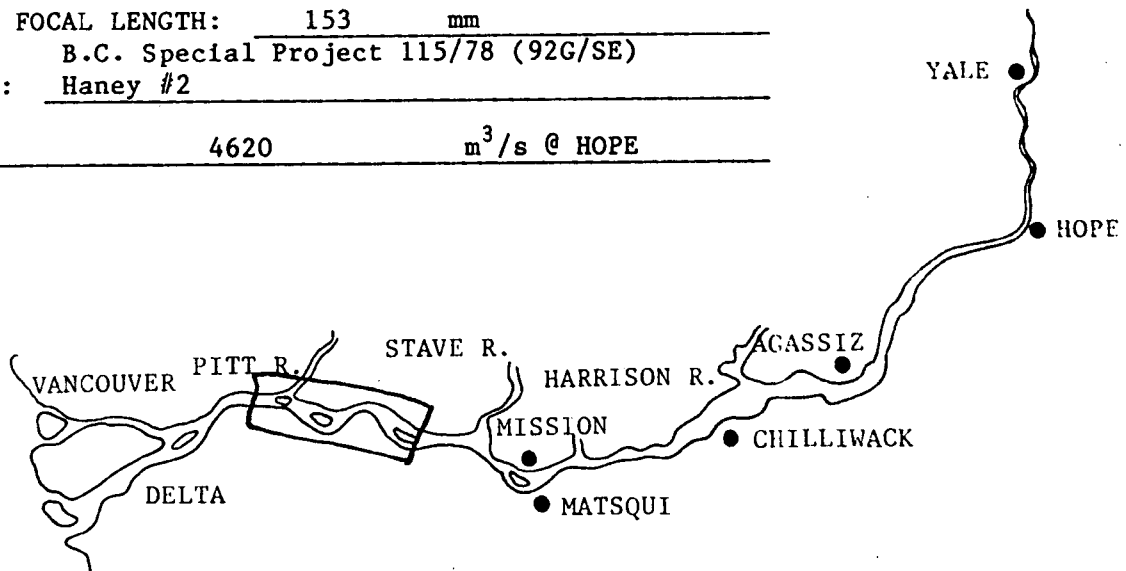 FOCAL LENGTH: 153 mm
B.C. Special Project 115/78 (92G/SE)
: Haney #2
4620 m³/s @ HOPE
YALE
HOPE
AGASSIZ
STAVE R.
PITT R.
HARRISON R.
VANCOUVER
MISSION
CHILLIWACK
DELTA
MATSQUI